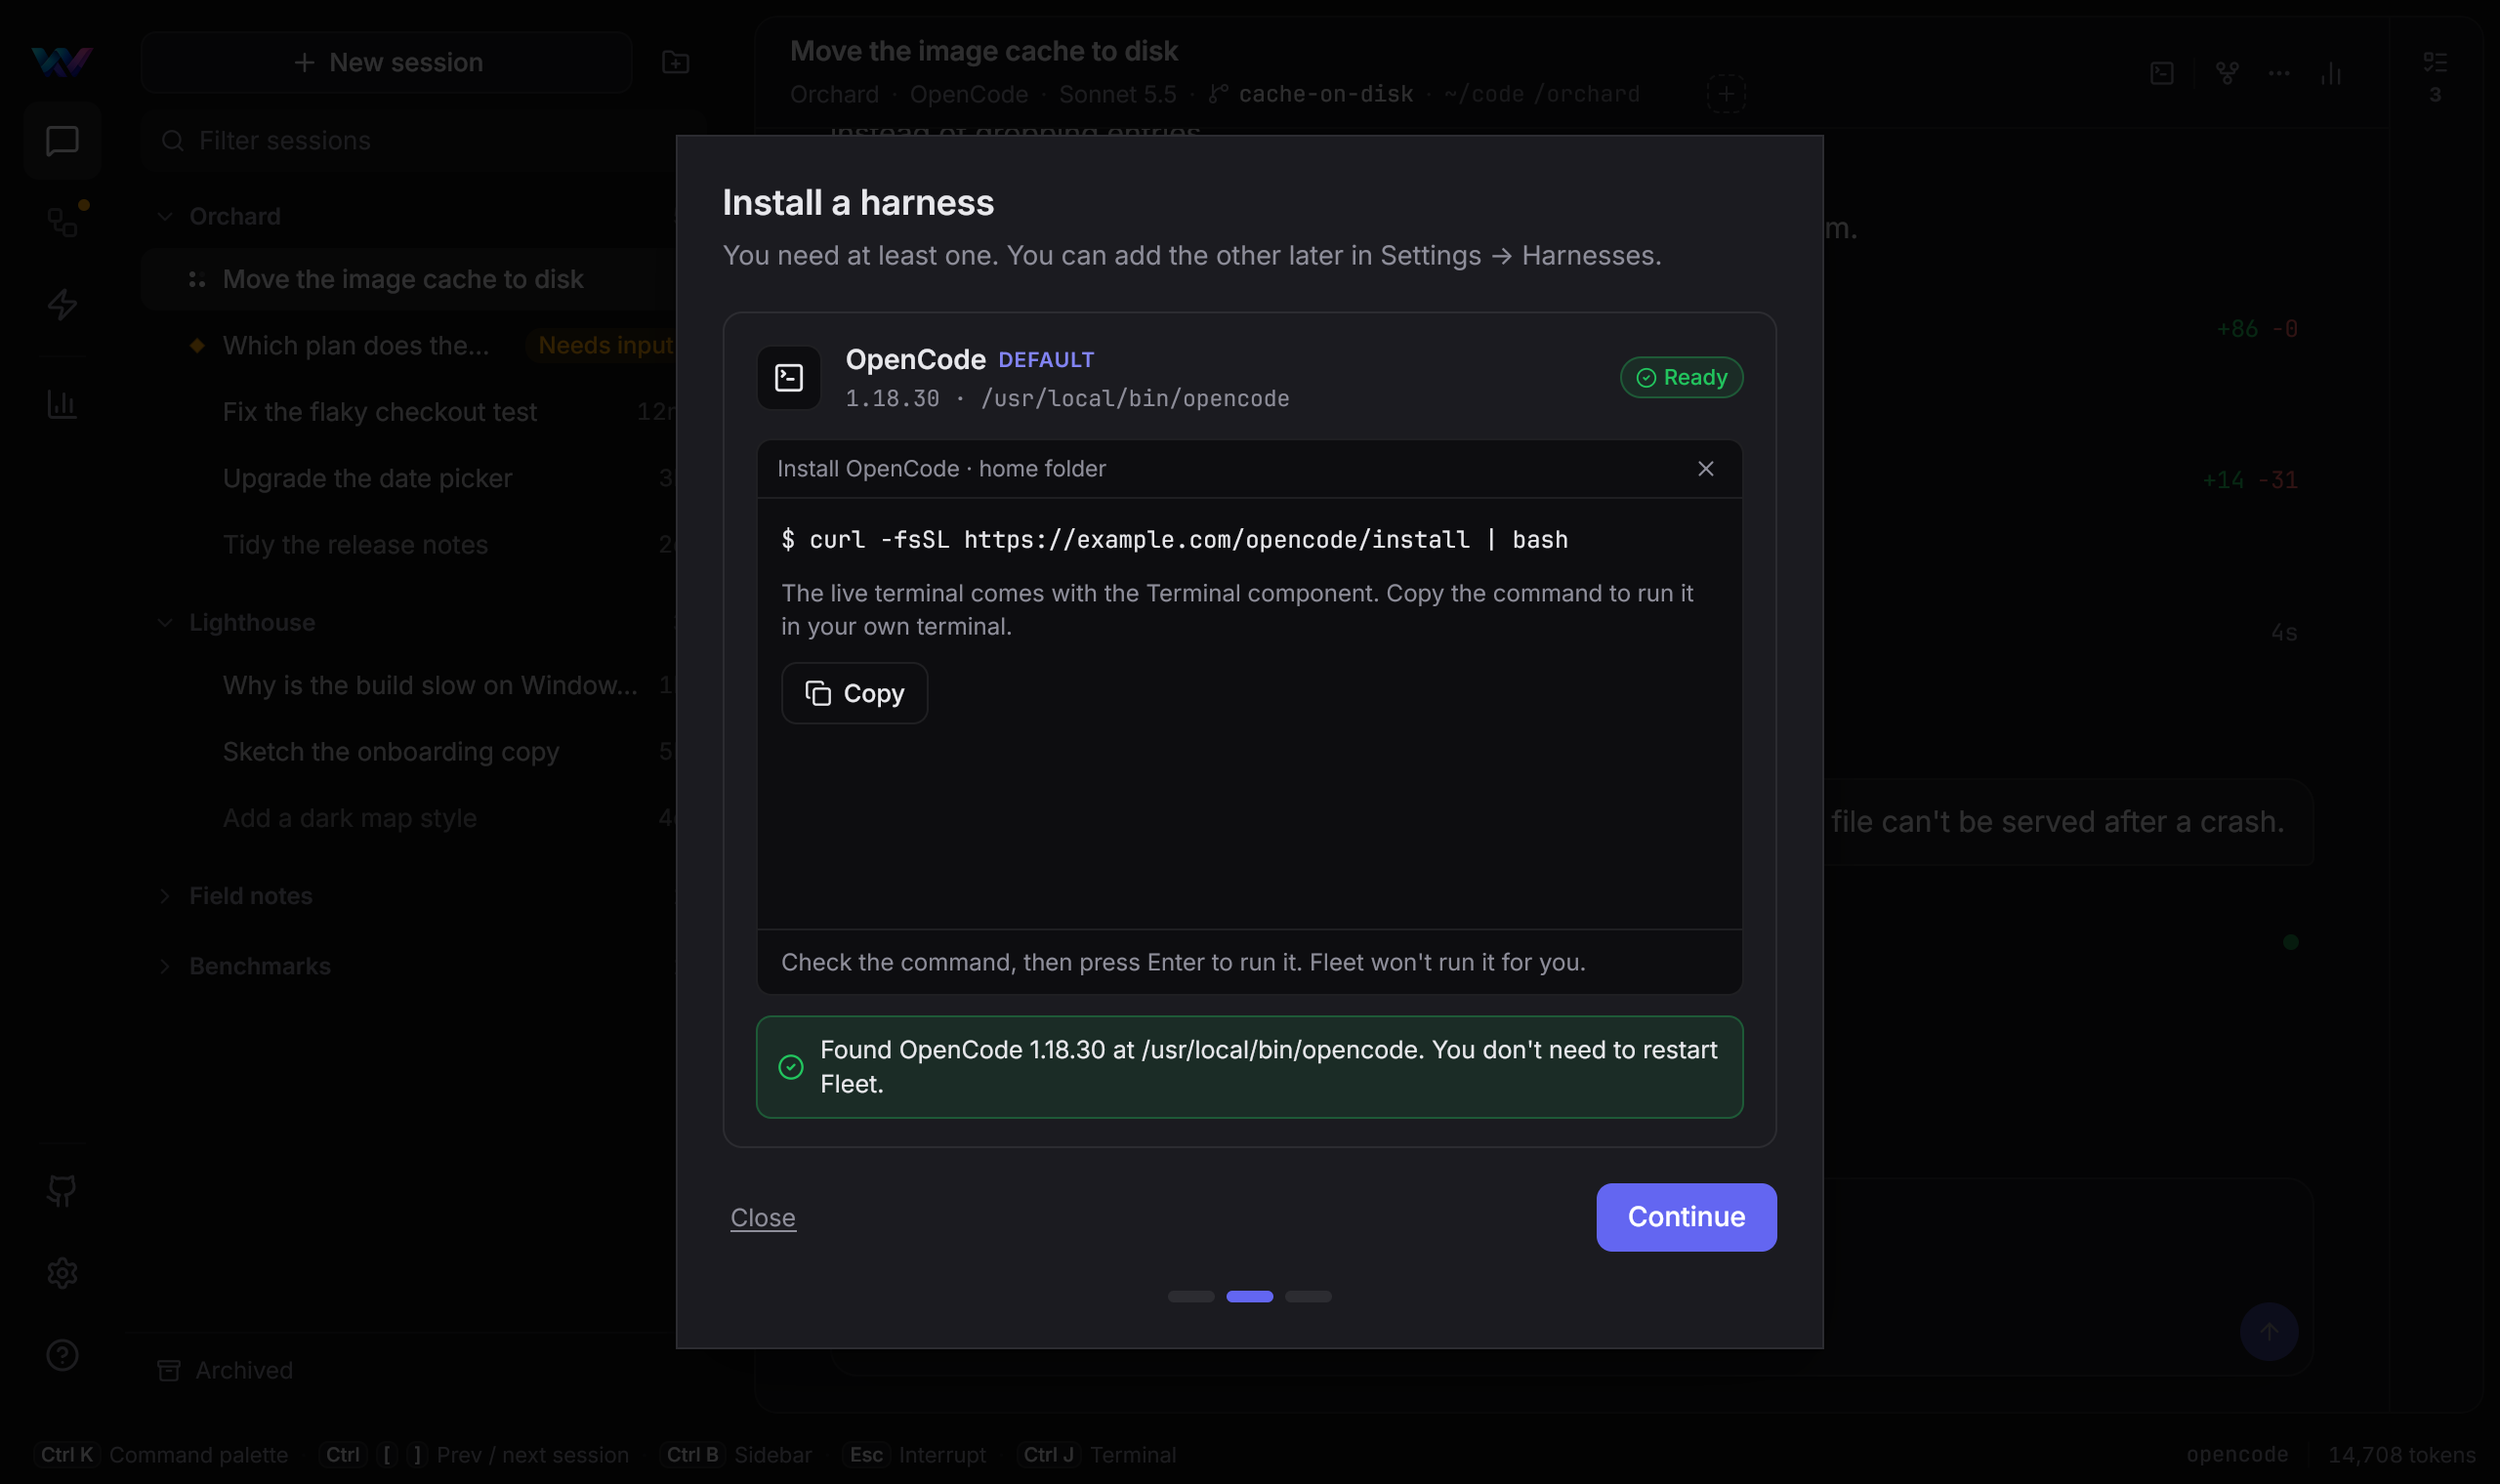 New session
Filter sessions
Orchard
Move the image cache to disk
Which plan does the...
Needs input
Fix the flaky checkout test
Upgrade the date picker
Tidy the release notes
Lighthouse
Why is the build slow on Window...
Sketch the onboarding copy
Add a dark map style
Field notes
Benchmarks
Archived
Move the image cache to disk
Orchard · OpenCode · Sonnet 5.5 · cache-on-disk · ~/code /orchard
3
instead of dropping entries
m.
+86 -0
+14 -31
4s
file can't be served after a crash.
Install a harness
You need at least one. You can add the other later in Settings → Harnesses.
OpenCode DEFAULT
1.18.30 · /usr/local/bin/opencode
Ready
Install OpenCode · home folder
$ curl -fsSL https://example.com/opencode/install | bash
The live terminal comes with the Terminal component. Copy the command to run it
in your own terminal.
Copy
Check the command, then press Enter to run it. Fleet won't run it for you.
Found OpenCode 1.18.30 at /usr/local/bin/opencode. You don't need to restart
Fleet.
Close
Continue
Ctrl K Command palette Ctrl [ ] Prev / next session Ctrl B Sidebar Esc Interrupt Ctrl J Terminal
opencode 14,708 tokens